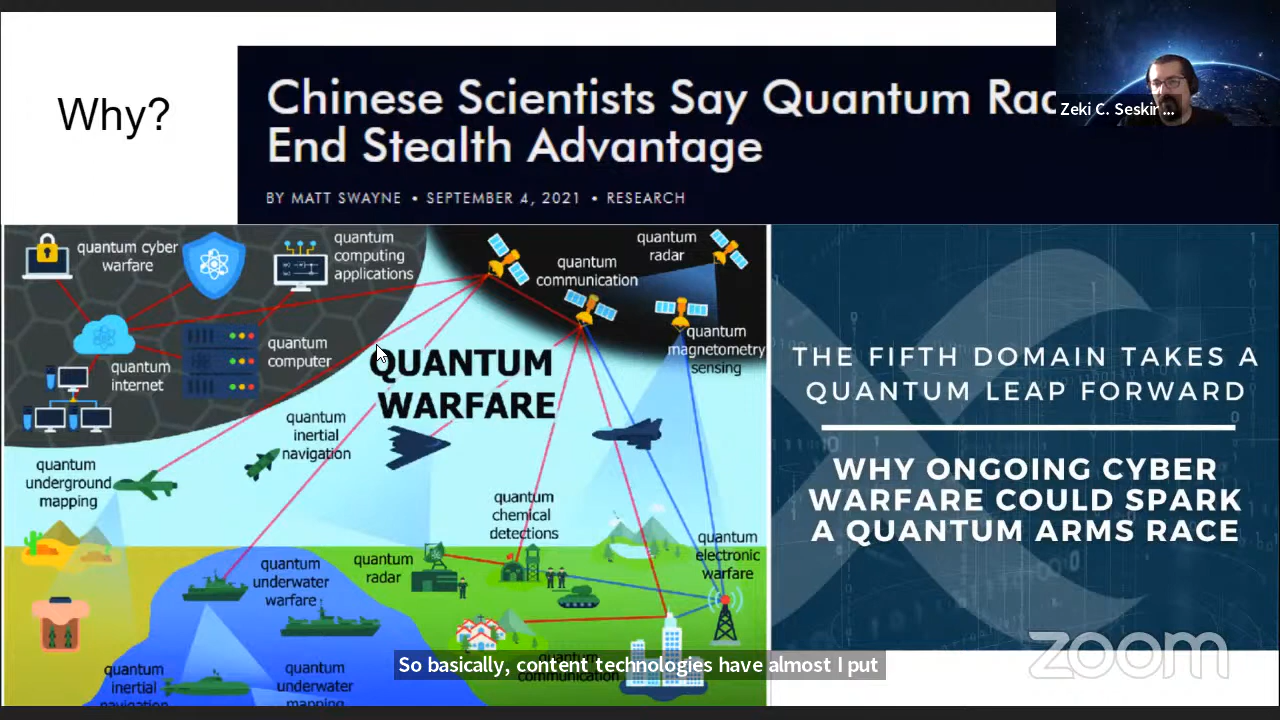 Why?
Chinese Scientists Say Quantum Rac
End Stealth Advantage
BY MATT SWAYNE • SEPTEMBER 4, 2021 • RESEARCH
Zeki C. Seskir ...
quantum cyber
warfare
quantum
computing
applications
quantum
communication
quantum
radar
quantum
computer
quantum
internet
quantum
magnetometry
sensing
QUANTUM
WARFARE
quantum
inertial
navigation
quantum
underground
mapping
quantum
chemical
detections
quantum
radar
quantum
underwater
warfare
quantum
electronic
warfare
quantum
inertial
navigation
quantum
underwater
mapping
quantum
communication
THE FIFTH DOMAIN TAKES A
QUANTUM LEAP FORWARD
WHY ONGOING CYBER
WARFARE COULD SPARK
A QUANTUM ARMS RACE
So basically, content technologies have almost I put
zoom